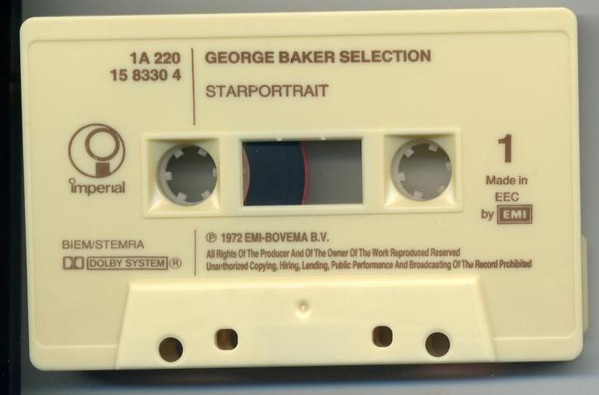 1A 220
15 8330 4
GEORGE BAKER SELECTION
STARPORTRAIT
imperial
1
Made in
EEC
by EMI
BIEM/STEMRA
DOLBY SYSTEM ®
℗ 1972 EMI-BOVEMA B.V.
All Rights Of The Producer And Of The Owner Of The Work Reproduced Reserved
Unauthorized Copying, Hiring, Lending, Public Performance And Broadcasting Of The Record Prohibited